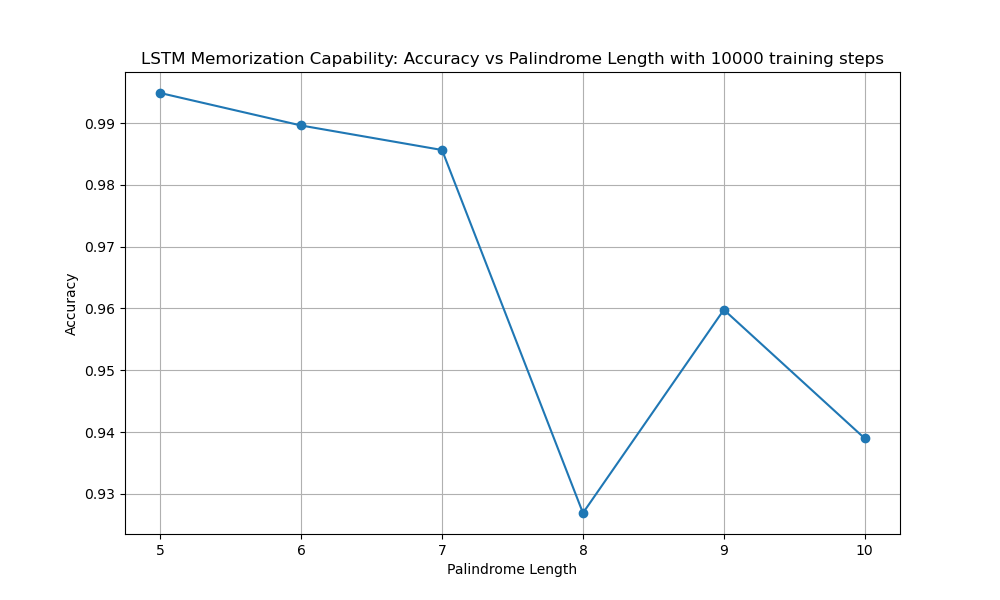 LSTM Memorization Capability: Accuracy vs Palindrome Length with 10000 training steps
Accuracy
0.99
0.98
0.97
0.96
0.95
0.94
0.93
5 6 7 8 9 10
Palindrome Length